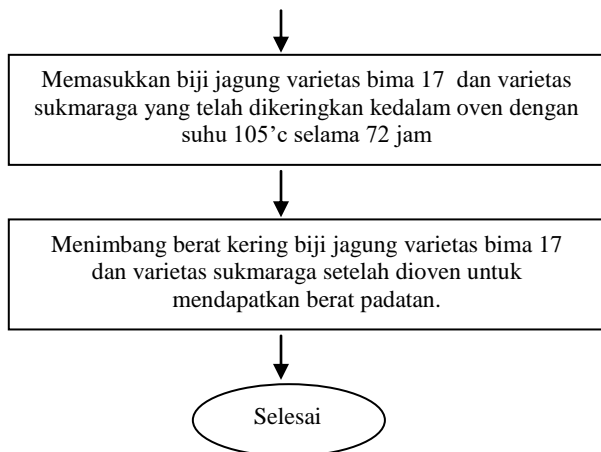 Memasukkan biji jagung varietas bima 17 dan varietas
sukmaraga yang telah dikeringkan kedalam oven dengan
suhu 105’c selama 72 jam
Menimbang berat kering biji jagung varietas bima 17
dan varietas sukmaraga setelah dioven untuk
mendapatkan berat padatan.
Selesai